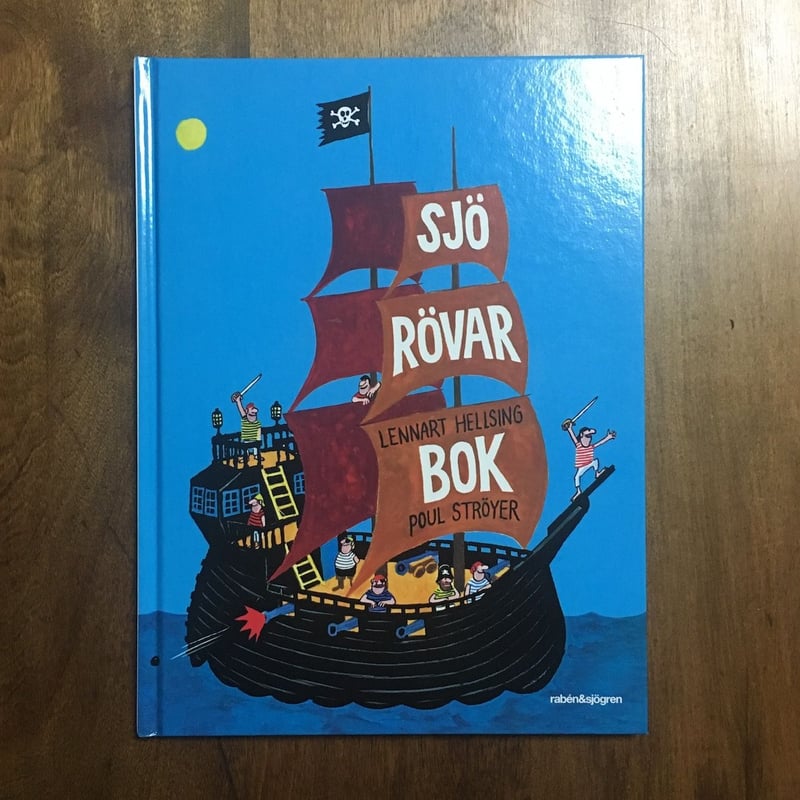 SJÖ
RÖVAR
LENNART HELLSING
BOK
POUL STRÖYER
rabén&sjögren